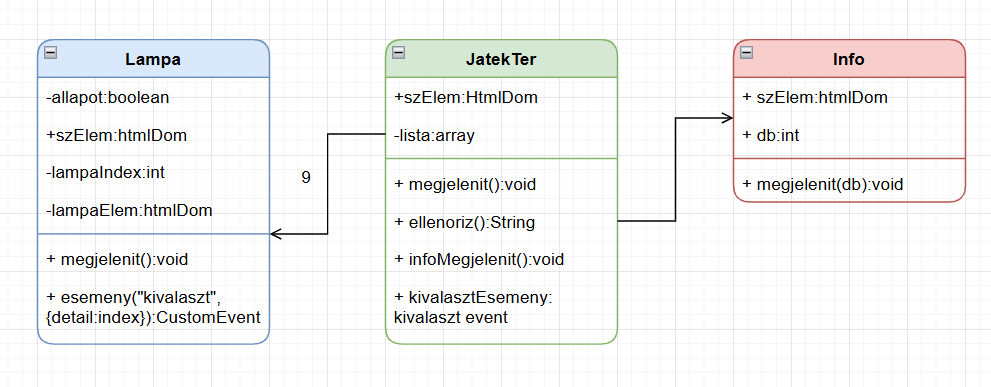 Lampa
-allapot:boolean
+szElem:htmlDom
-lampaIndex:int
-lampaElem:htmlDom
+ megjelenit():void
+ esemeny("kivalaszt",
{detail:index}):CustomEvent
9
JatekTer
+szElem:HtmlDom
-lista:array
+ megjelenit():void
+ ellenoriz():String
+ infoMegjelenit():void
+ kivalasztEsemeny:
kivalaszt event
Info
+ szElem:htmlDom
+ db:int
+ megjelenit(db):void